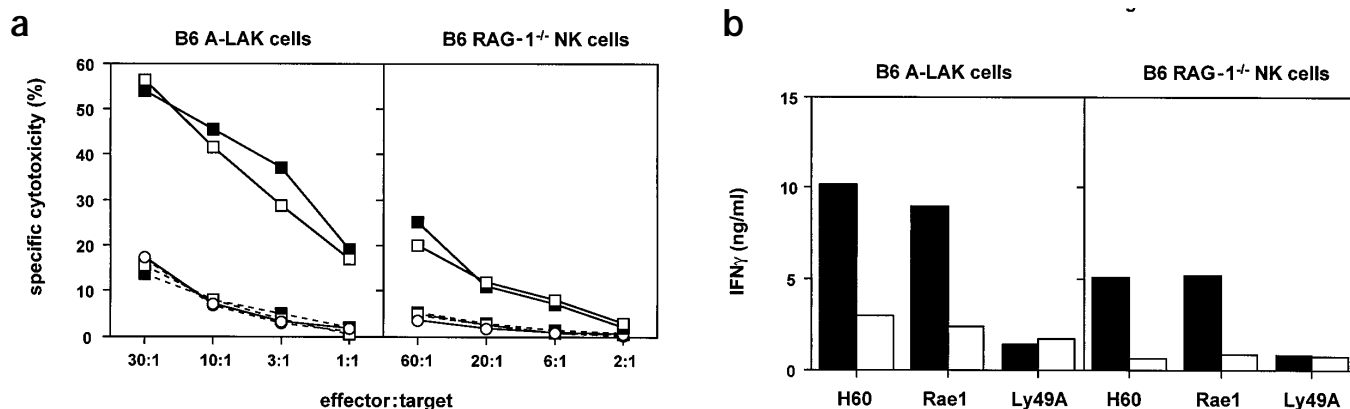 a
B6 A-LAK cells
B6 RAG-1-/- NK cells
specific cytotoxicity (%)
60
50
40
30
20
10
0
30:1 10:1 3:1 1:1 60:1 20:1 6:1 2:1
effector:target
b
B6 A-LAK cells
B6 RAG-1-/- NK cells
IFNγ (ng/ml)
15
10
5
0
H60 Rae1 Ly49A H60 Rae1 Ly49A